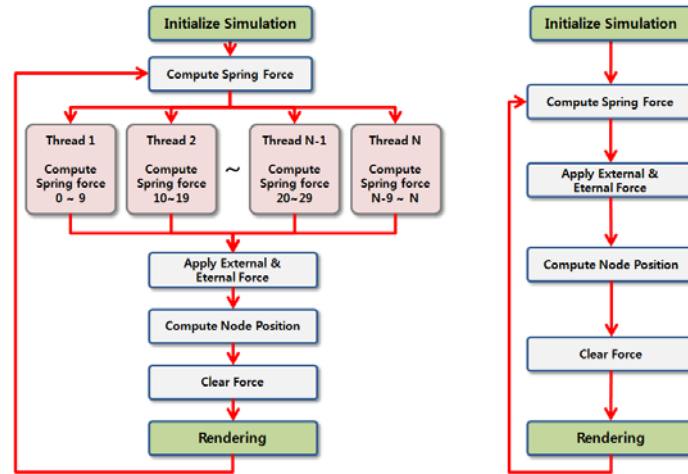 Initialize Simulation
Compute Spring Force
Thread 1
Compute
Spring force
0 ~ 9
Thread 2
Compute
Spring force
10~19
~
Thread N-1
Compute
Spring force
20~29
Thread N
Compute
Spring force
N-9 ~ N
Apply External &
Eternal Force
Compute Node Position
Clear Force
Rendering
Initialize Simulation
Compute Spring Force
Apply External &
Eternal Force
Compute Node Position
Clear Force
Rendering